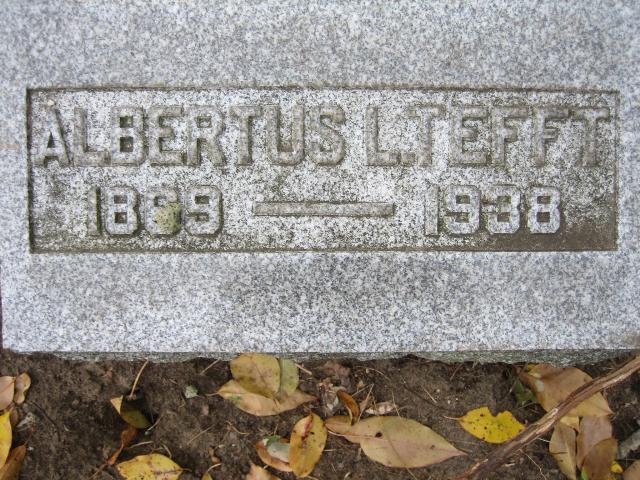 ALBERTUS L. TEFFT
1869 — 1938